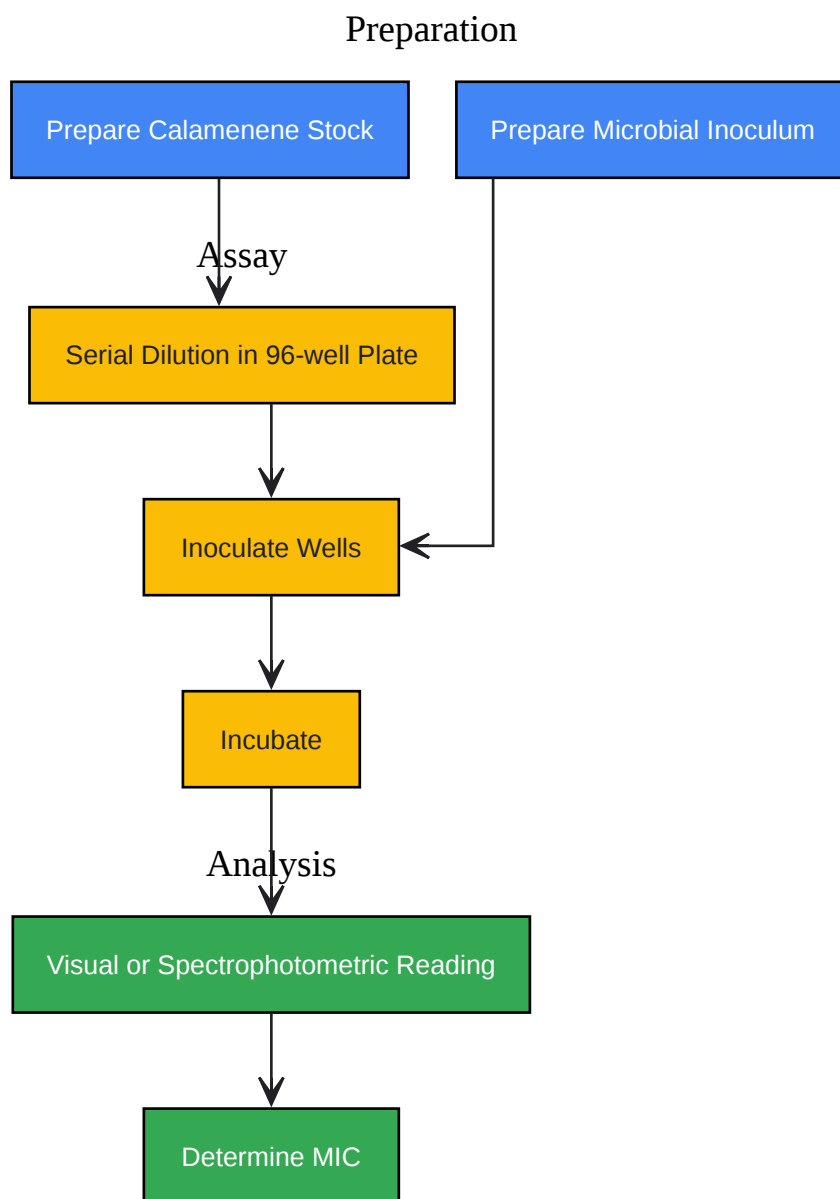 Preparation
Prepare Calamenene Stock
Prepare Microbial Inoculum
Assay
Serial Dilution in 96-well Plate
Inoculate Wells
Incubate
Analysis
Visual or Spectrophotometric Reading
Determine MIC